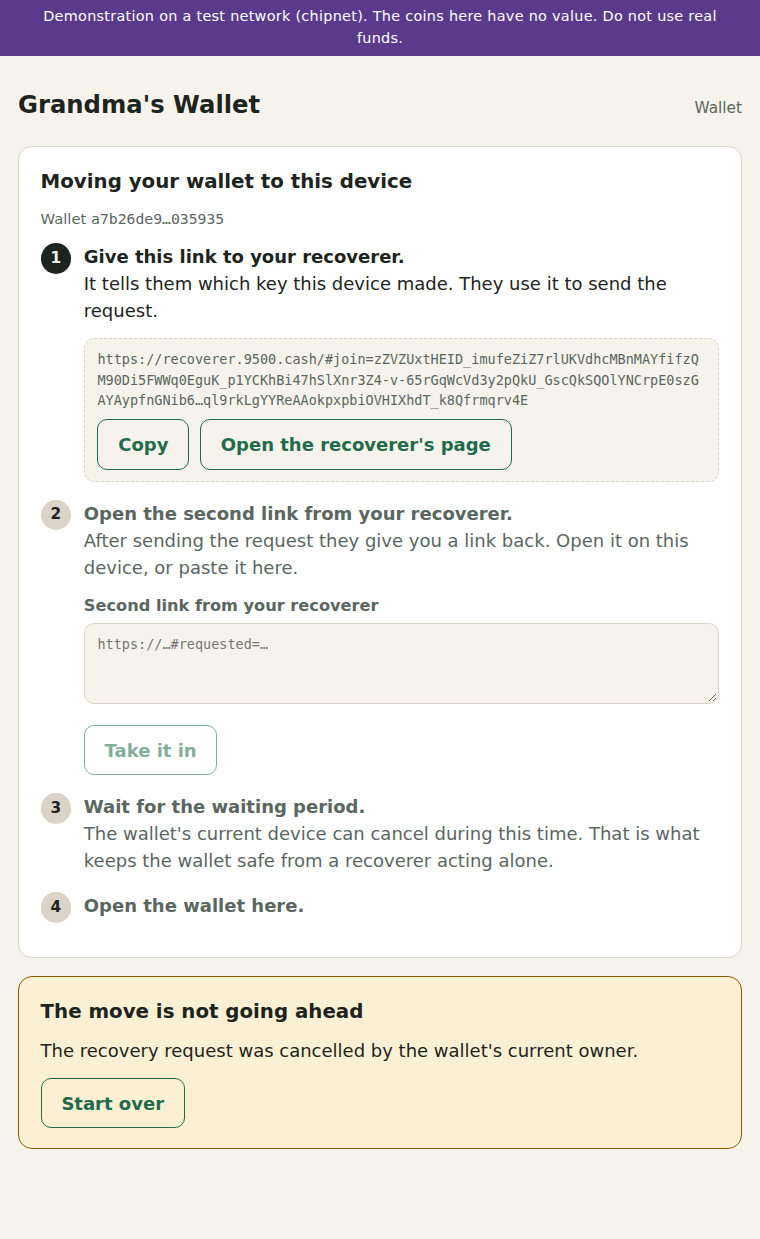 Demonstration on a test network (chipnet). The coins here have no value. Do not use real
funds.
Grandma's Wallet
Wallet
Moving your wallet to this device
Wallet a7b26de9…035935
1
Give this link to your recoverer.
It tells them which key this device made. They use it to send the
request.
https://recoverer.9500.cash/#join=zZVZUxtHEID_imufeZiZ7rlUKVdhcMBnMAYfifzQ
M90Di5FWWq0EguK_p1YCKhBi47hSlXnr3Z4-v-65rGqWcVd3y2pQkU_GscQkSQOlYNCrpE0szG
AYAypfnGNib6…ql9rkLgYYReAAokpxpbiOVHIXhdT_k8Qfrmqrv4E
Copy
Open the recoverer's page
2
Open the second link from your recoverer.
After sending the request they give you a link back. Open it on this
device, or paste it here.
Second link from your recoverer
https://…#requested=…
Take it in
3
Wait for the waiting period.
The wallet's current device can cancel during this time. That is what
keeps the wallet safe from a recoverer acting alone.
4
Open the wallet here.
The move is not going ahead
The recovery request was cancelled by the wallet's current owner.
Start over